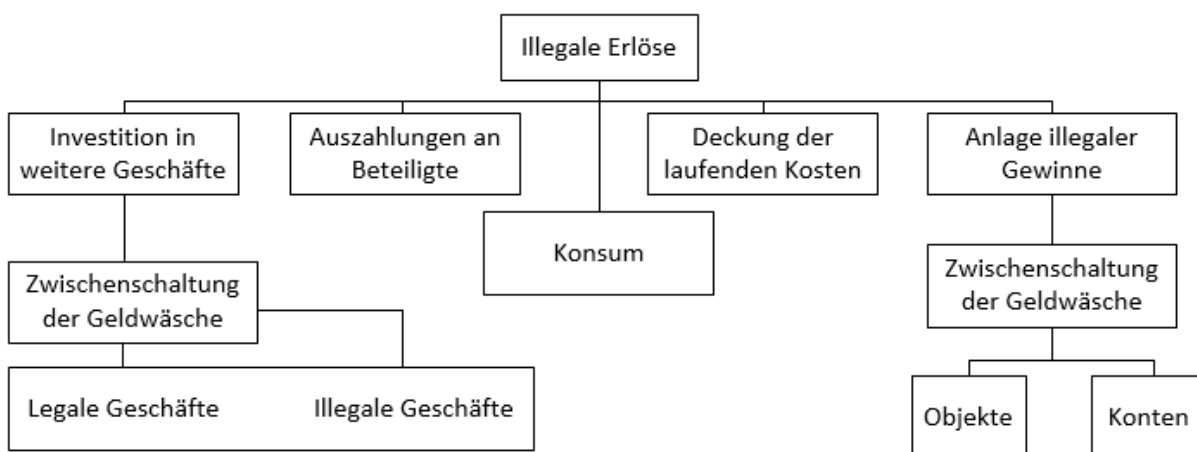 Illegale Erlöse
Investition in
weitere Geschäfte
Auszahlungen an
Beteiligte
Deckung der
laufenden Kosten
Anlage illegaler
Gewinne
Konsum
Zwischenschaltung
der Geldwäsche
Zwischenschaltung
der Geldwäsche
Legale Geschäfte
Illegale Geschäfte
Objekte
Konten